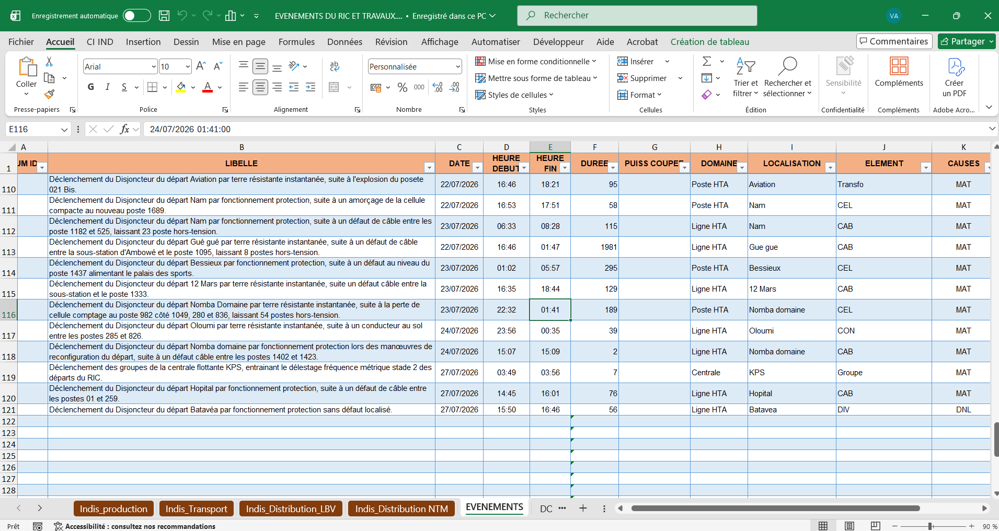 Enregistrement automatique
EVENEMENTS DU RIC ET TRAVAUX.... • Enregistré dans ce PC
Rechercher
VA
Fichier Accueil CI IND Insertion Dessin Mise en page Formules Données Révision Affichage Automatiser Développeur Aide Acrobat Création de tableau
Commentaires Partager
Coller
Presse-papiers
Arial 10
G I S
Police
Alignement
Personnalisée
% 000
Nombre
Mise en forme conditionnelle
Mettre sous forme de tableau
Styles de cellules
Styles
Insérer
Supprimer
Format
Cellules
Trier et filtrer
Rechercher et sélectionner
Édition
Sensibilité
Confidentialité
Compléments
Compléments
Créer un PDF
Adobe Acro...
E116 fx 24/07/2026 01:41:00
A B C D E F G H I J K
1 UM ID LIBELLE DATE HEURE DEBUT HEURE FIN DUREE PUISS COUPEE DOMAINE LOCALISATION ELEMENT CAUSES
110 Déclenchement du Disjoncteur du départ Aviation par terre résistante instantanée, suite à l'explosion du posete 021 Bis. 22/07/2026 16:46 18:21 95 Poste HTA Aviation Transfo MAT
111 Déclenchement du Disjoncteur du départ Nam par fonctionnement protection, suite à un amorçage de la cellule compacte au nouveau poste 1689. 22/07/2026 16:53 17:51 58 Poste HTA Nam CEL MAT
112 Déclenchement du Disjoncteur du départ Nam par fonctionnement protection, suite à un défaut de câble entre les poste 1182 et 525, laissant 23 poste hors-tension. 23/07/2026 06:33 08:28 115 Ligne HTA Nam CAB MAT
113 Déclenchement du Disjoncteur du départ Gué gué par terre résistante instantanée, suite à un défaut de câble entre la sous-station d'Ambowé et le poste 1095, laissant 8 postes hors-tension. 22/07/2026 16:46 01:47 1981 Ligne HTA Gue gue CAB MAT
114 Déclenchement du Disjoncteur du départ Bessieux par fonctionnement protection, suite à un défaut au niveau du poste 1437 alimentant le palais des sports. 23/07/2026 01:02 05:57 295 Poste HTA Bessieux CEL MAT
115 Déclenchement du Disjoncteur du départ 12 Mars par terre résistante instantanée, suite un défaut câble entre la sous-station et le poste 1333. 23/07/2026 16:35 18:44 129 Ligne HTA 12 Mars CAB MAT
116 Déclenchement du Disjoncteur du départ Nomba Domaine par terre résistante instantanée, suite à la perte de cellule comptage au poste 982 côté 1049, 280 et 836, laissant 54 postes hors-tension. 23/07/2026 22:32 01:41 189 Poste HTA Nomba domaine CEL MAT
117 Déclenchement du Disjoncteur du départ Oloumi par terre résistante instantanée, suite à un conducteur au sol entre les postes 285 et 826. 24/07/2026 23:56 00:35 39 Ligne HTA Oloumi CON MAT
118 Déclenchement du Disjoncteur du départ Nomba domaine par fonctionnement protection lors des manœuvres de reconfiguration du départ, suite à un défaut câble entre les postes 1402 et 1423. 24/07/2026 15:07 15:09 2 Ligne HTA Nomba domaine CAB MAT
119 Déclenchement des groupes de la centrale flottante KPS, entrainant le délestage fréquence métrique stade 2 des départs du RIC. 27/07/2026 03:49 03:56 7 Centrale KPS Groupe MAT
120 Déclenchement du Disjoncteur du départ Hopital par fonctionnement protection, suite à un défaut de câble entre les postes 01 et 259. 27/07/2026 14:45 16:01 76 Ligne HTA Hopital CAB MAT
121 Déclenchement du Disjoncteur du départ Batavéa par fonctionnement protection sans défaut localisé. 27/07/2026 15:50 16:46 56 Ligne HTA Batavea DIV DNL
122
123
124
125
126
127
128
Indis_production Indis_Transport Indis_Distribution_LBV Indis_Distribution NTM EVENEMENTS DC ...
Prêt Accessibilité : consultez nos recommandations 90 %